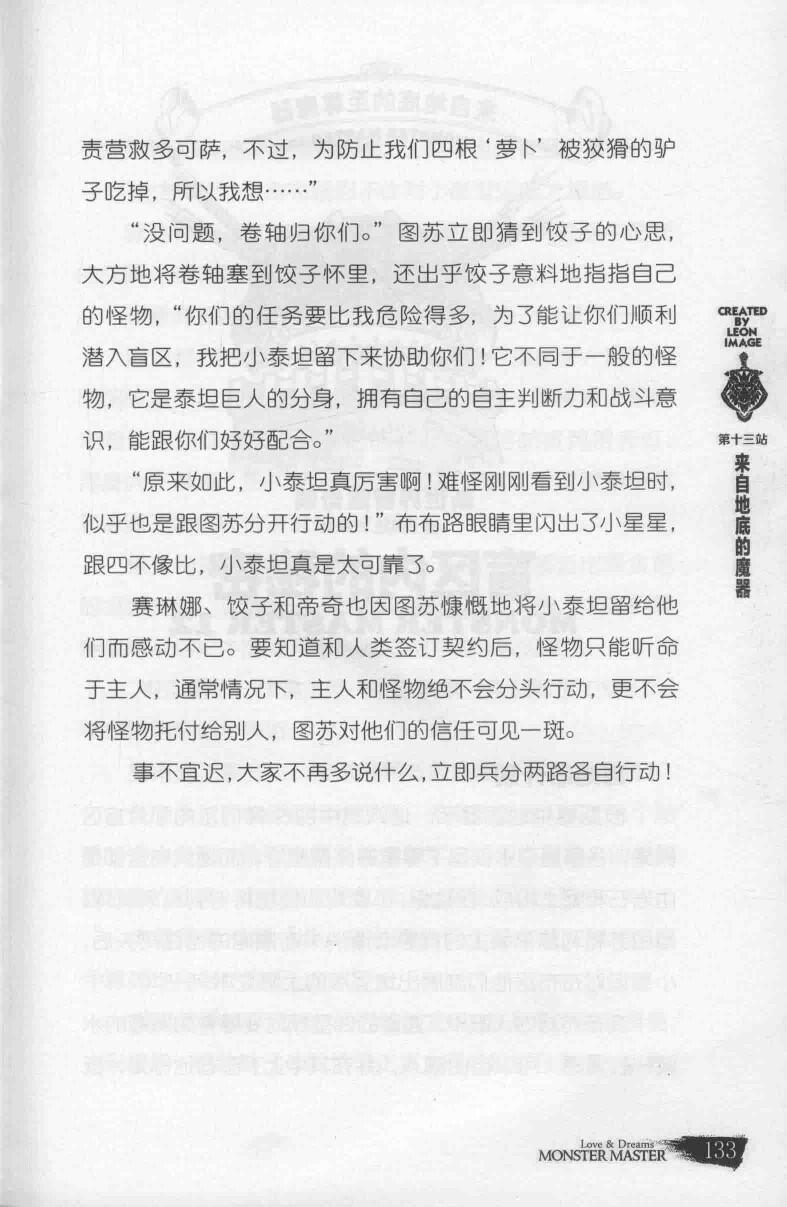 责营救多可萨，不过，为防止我们四根‘萝卜’被狡猾的驴
子吃掉，所以我想……”
“没问题，卷轴归你们。”图苏立即猜到饺子的心思，
大方地将卷轴塞到饺子怀里，还出乎饺子意料地指指自己
的怪物，“你们的任务要比我危险得多，为了能让你们顺利
潜入盲区，我把小泰坦留下来协助你们！它不同于一般的怪
物，它是泰坦巨人的分身，拥有自己的自主判断力和战斗意
识，能跟你们好好配合。”
“原来如此，小泰坦真厉害啊！难怪刚刚看到小泰坦时，
似乎也是跟图苏分开行动的！”布布路眼睛里闪出了小星星，
跟四不像比，小泰坦真是太可靠了。
赛琳娜、饺子和帝奇也因图苏慷慨地将小泰坦留给他
们而感动不已。要知道和人类签订契约后，怪物只能听命
于主人，通常情况下，主人和怪物绝不会分头行动，更不会
将怪物托付给别人，图苏对他们的信任可见一斑。
事不宜迟，大家不再多说什么，立即兵分两路各自行动！
CREATED
BY
LEON
IMAGE
第十三站
来自地底的魔器
Love & Dreams
MONSTER MASTER
133